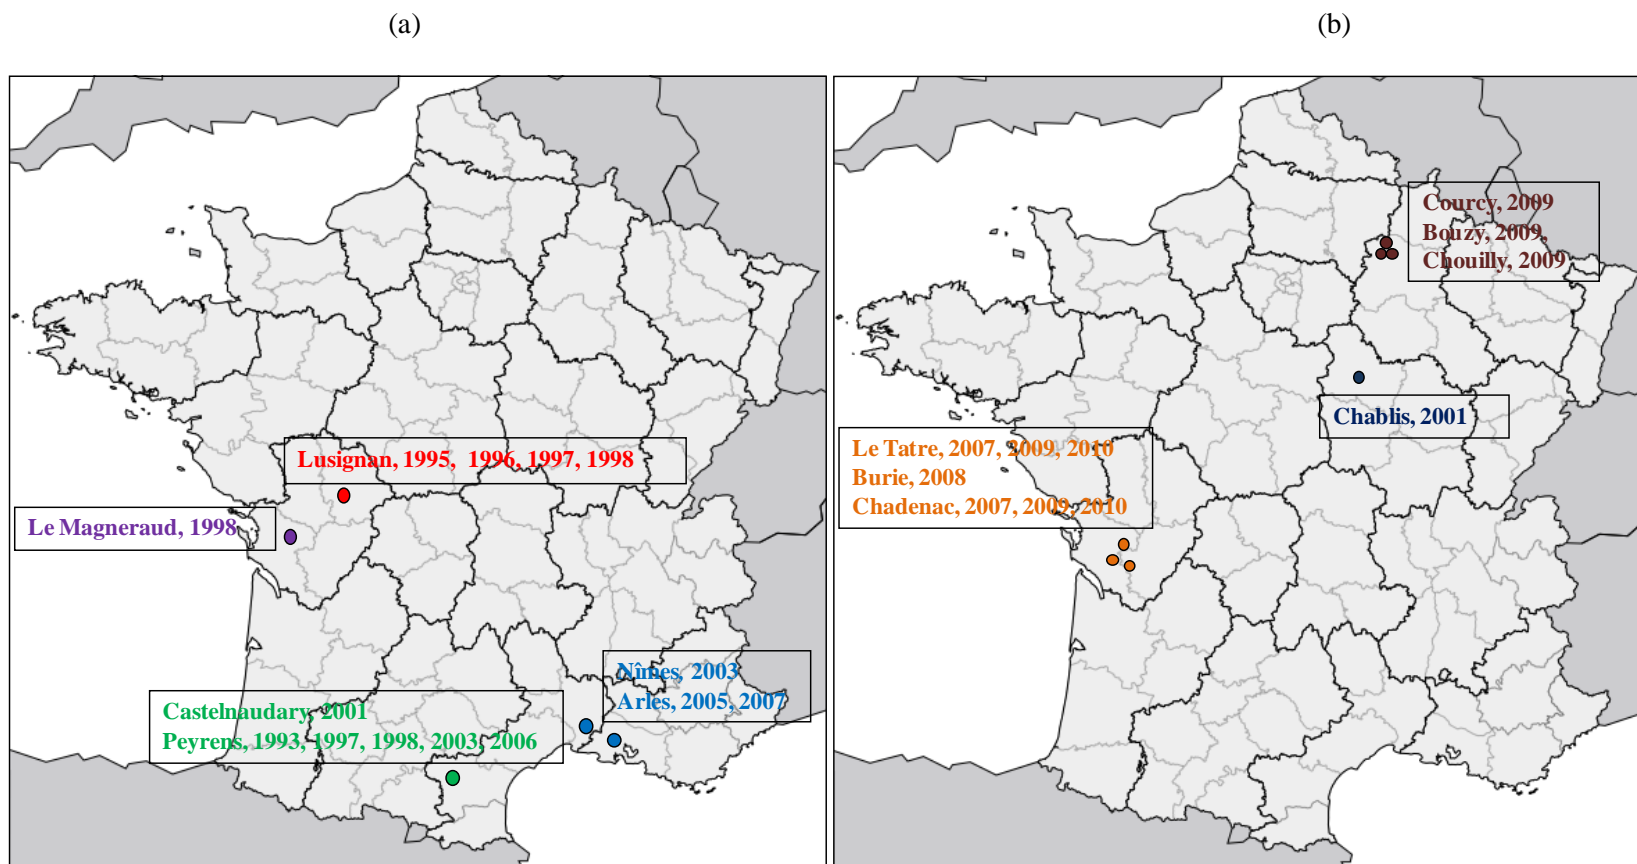 (a)
(b)
Lusignan, 1995, 1996, 1997, 1998
Le Magneraud, 1998
Nîmes, 2003
Arles, 2005, 2007
Castelnaudary, 2001
Peyrens, 1993, 1997, 1998, 2003, 2006
Courcy, 2009
Bouzy, 2009,
Chouilly, 2009
Chablis, 2001
Le Tatre, 2007, 2009, 2010
Burie, 2008
Chadenac, 2007, 2009, 2010